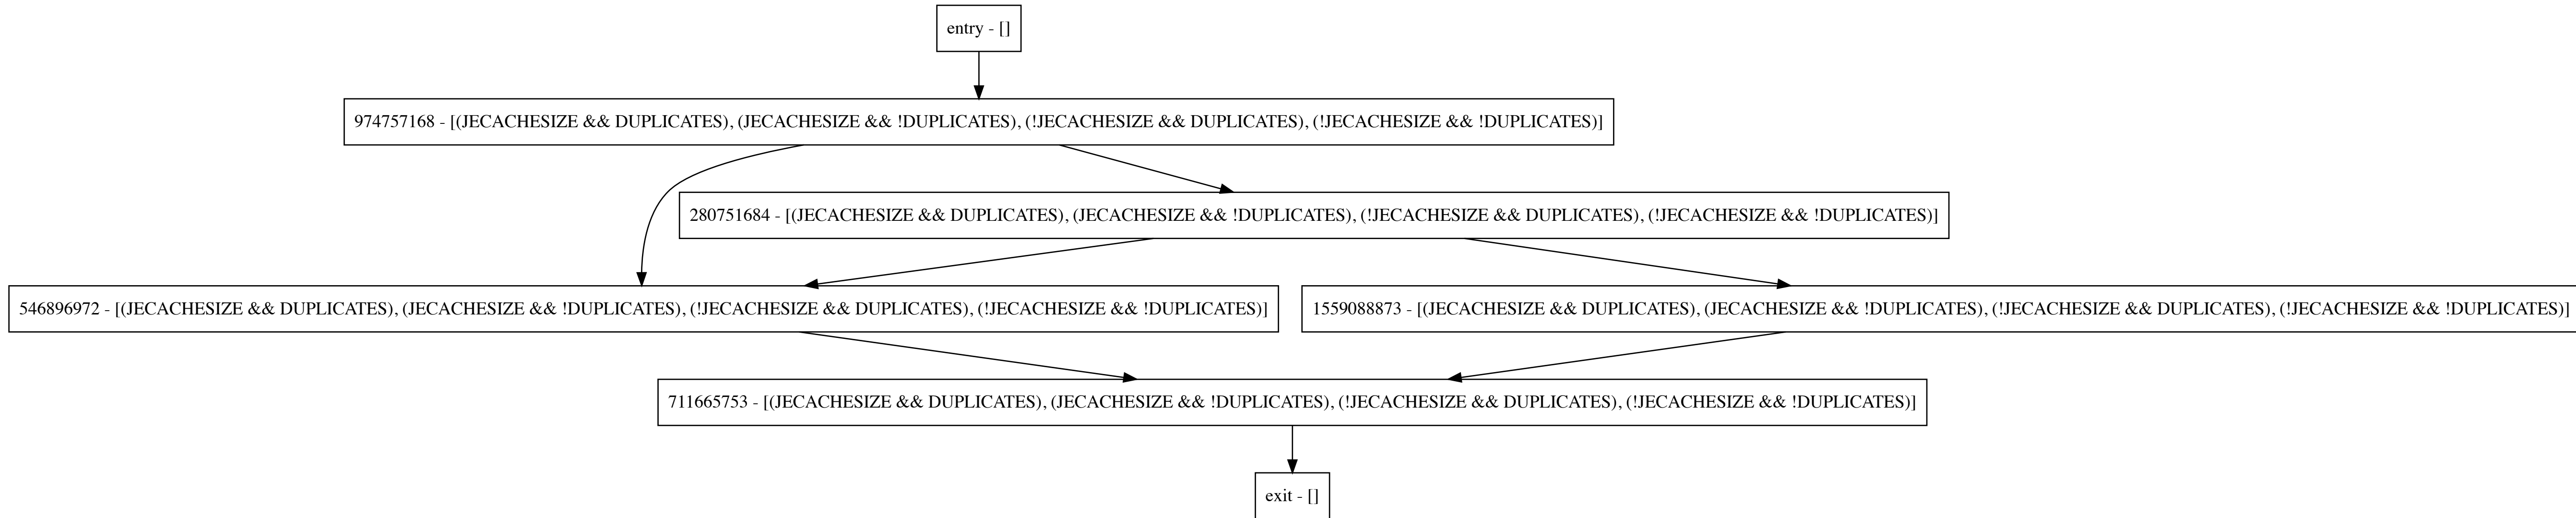 entry - []
974757168 - [(JECACHESIZE && DUPLICATES), (JECACHESIZE && !DUPLICATES), (!JECACHESIZE && DUPLICATES), (!JECACHESIZE && !DUPLICATES)]
280751684 - [(JECACHESIZE && DUPLICATES), (JECACHESIZE && !DUPLICATES), (!JECACHESIZE && DUPLICATES), (!JECACHESIZE && !DUPLICATES)]
546896972 - [(JECACHESIZE && DUPLICATES), (JECACHESIZE && !DUPLICATES), (!JECACHESIZE && DUPLICATES), (!JECACHESIZE && !DUPLICATES)]
1559088873 - [(JECACHESIZE && DUPLICATES), (JECACHESIZE && !DUPLICATES), (!JECACHESIZE && DUPLICATES), (!JECACHESIZE && !DUPLICATES)]
711665753 - [(JECACHESIZE && DUPLICATES), (JECACHESIZE && !DUPLICATES), (!JECACHESIZE && DUPLICATES), (!JECACHESIZE && !DUPLICATES)]
exit - []